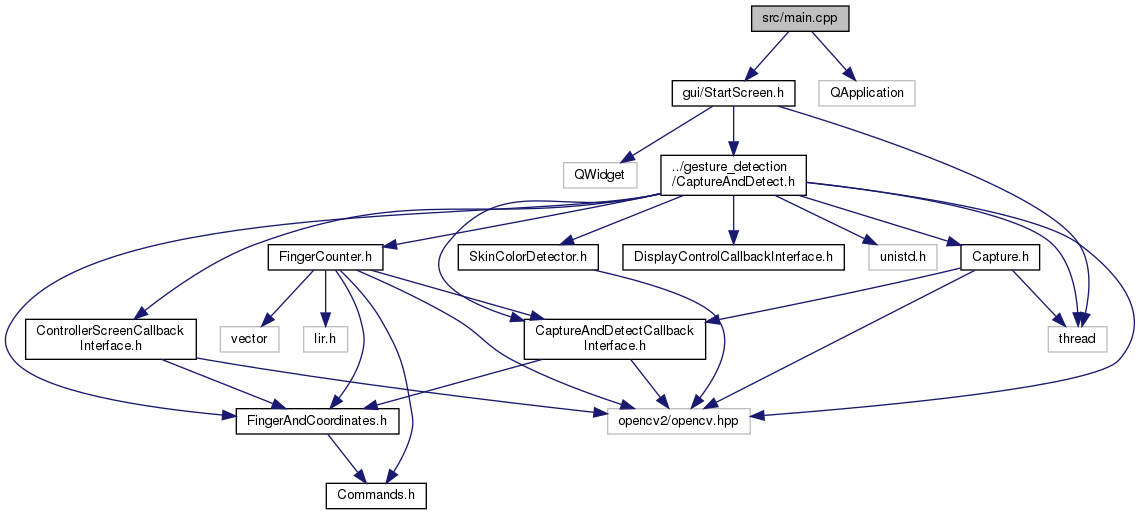 src/main.cpp
gui/StartScreen.h
QApplication
QWidget
../gesture_detection
/CaptureAndDetect.h
FingerCounter.h
SkinColorDetector.h
DisplayControlCallbackInterface.h
unistd.h
Capture.h
ControllerScreenCallback
Interface.h
vector
lir.h
CaptureAndDetectCallback
Interface.h
thread
FingerAndCoordinates.h
opencv2/opencv.hpp
Commands.h